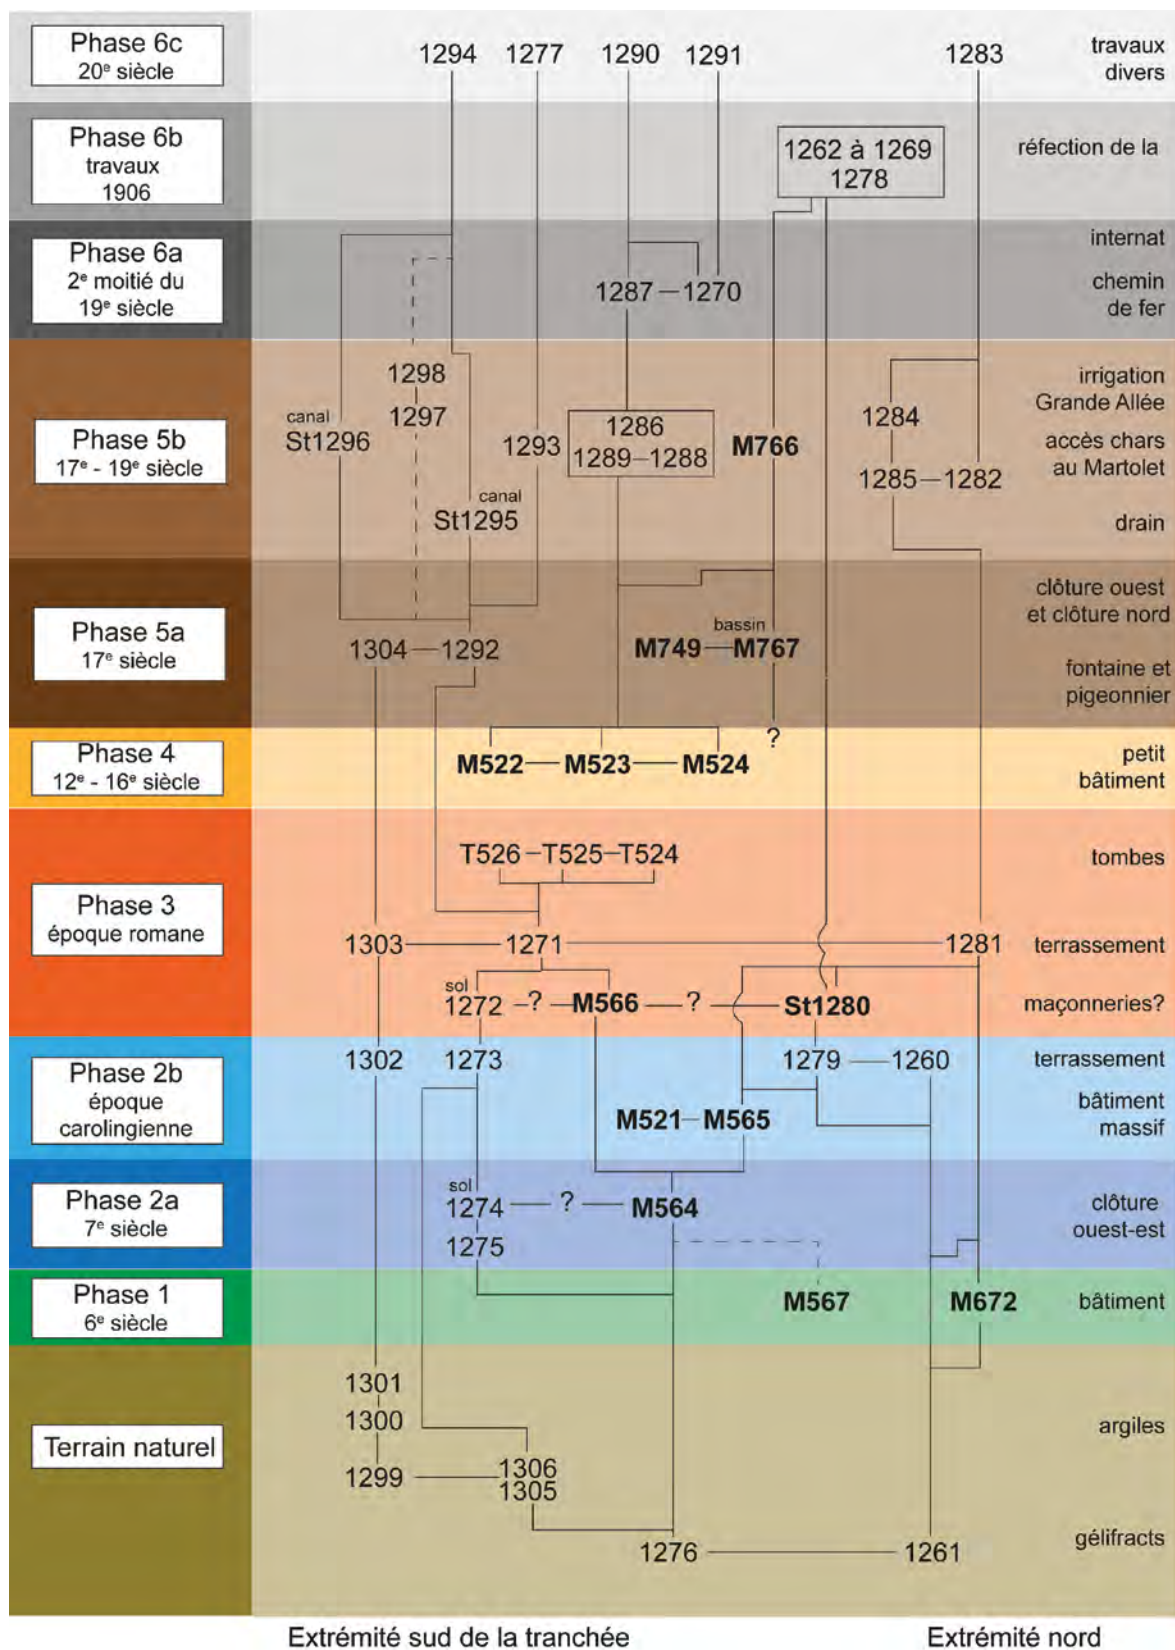 Phase 6c
20e siècle
1294 1277 1290 1291 1283
travaux
divers
Phase 6b
travaux
1906
1262 à 1269
1278
réfection de la
Phase 6a
2e moitié du
19e siècle
internat
1287 1270
chemin
de fer
Phase 5b
17e - 19e siècle
1298
1297
canal
St1296
1293
canal
St1295
1286
1289 1288
M766
1284
1285 1282
irrigation
Grande Allée
accès chars
au Martolet
drain
Phase 5a
17e siècle
1304 1292
bassin
M749 M767
clôture ouest
et clôture nord
fontaine et
pigeonnier
Phase 4
12e - 16e siècle
?
M522 M523 M524
petit
bâtiment
Phase 3
époque romane
T526 T525 T524
tombes
1303 1271 1281
terrassement
sol
1272 ? M566 ? St1280
maçonneries?
Phase 2b
époque
carolingienne
1302 1273 1279 1260
terrassement
M521 M565
bâtiment
massif
Phase 2a
7e siècle
sol
1274 ? M564
1275
clôture
ouest-est
Phase 1
6e siècle
M567 M672
bâtiment
Terrain naturel
1301
1300
1299
1306
1305
argiles
1276 1261
gélifracts
Extrémité sud de la tranchée
Extrémité nord